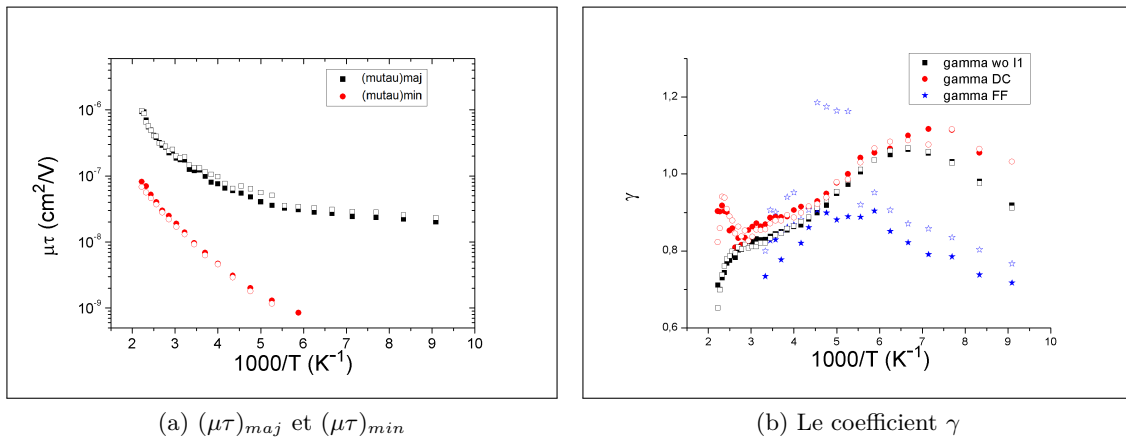 (mutau)maj
(mutau)min
10⁻⁶
10⁻⁷
10⁻⁸
10⁻⁹
μτ (cm²/V)
2 3 4 5 6 7 8 9 10
1000/T (K⁻¹)
(a) (μτ)maj et (μτ)min
gamma wo I1
gamma DC
gamma FF
1,2
1,0
0,8
0,6
γ
2 3 4 5 6 7 8 9 10
1000/T (K⁻¹)
(b) Le coefficient γ